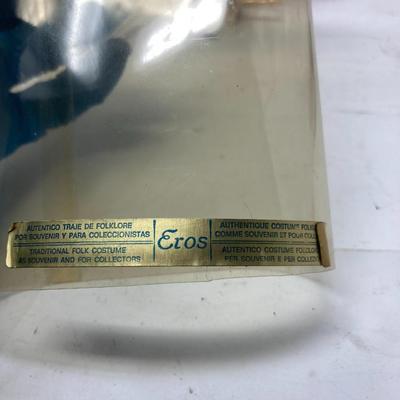 AUTENTICO TRAJE DE FOLKLORE
POR SOUVENIR Y PARA COLECCIONISTAS
TRADITIONAL FOLK COSTUME
AS SOUVENIR AND FOR COLLECTORS
Eros
AUTHENTIQUE
COMME SOUVENIR ET POUR
AUTENTICO COSTUME
PER SOUVENIR E PER